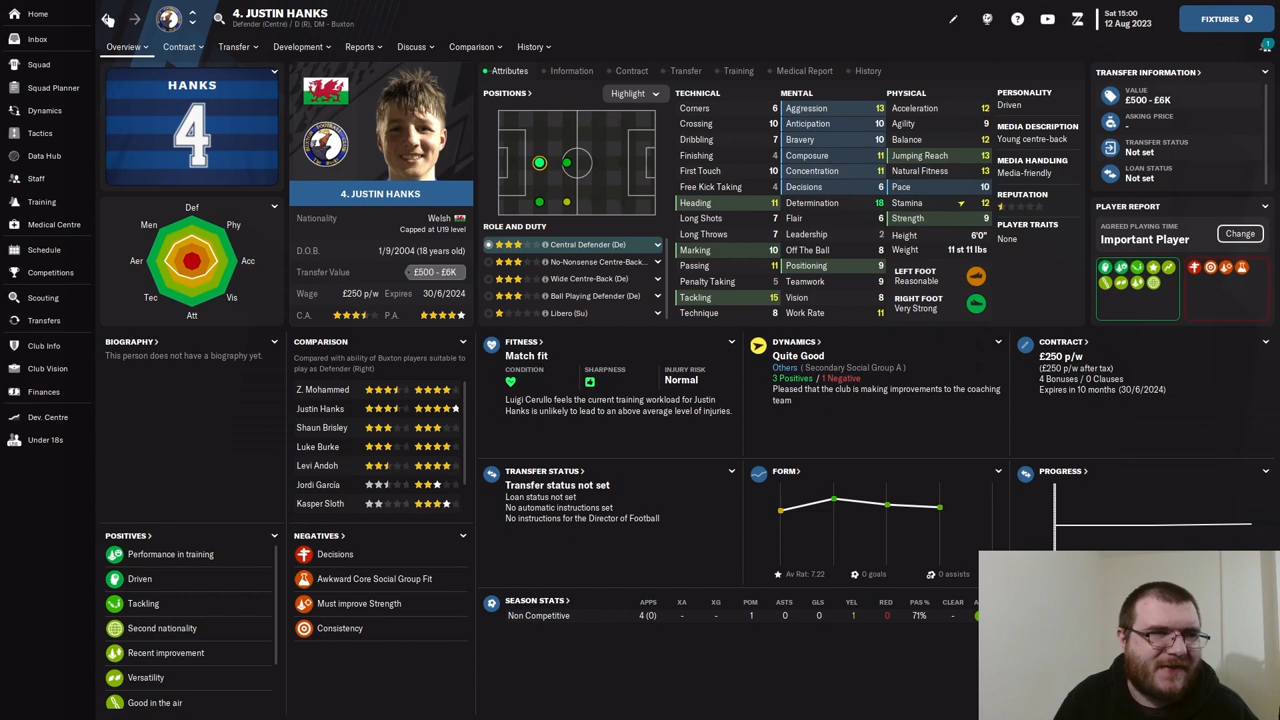 Home
Inbox
Squad
Squad Planner
Dynamics
Tactics
Data Hub
Staff
Training
Medical Centre
Schedule
Competitions
Scouting
Transfers
Club Info
Club Vision
Finances
Dev. Centre
Under 18s
4. JUSTIN HANKS
Defender (Centre) / D (R), DM - Buxton
Sat 15:00
12 Aug 2023
FIXTURES
1
Overview Contract Transfer Development Reports Discuss Comparison History
HANKS
4
Def
Phy
Acc
Vis
Att
Tec
Aer
Men
4. JUSTIN HANKS
Nationality Welsh
Capped at U19 level
D.O.B. 1/9/2004 (18 years old)
Transfer Value £500 - £6K
Wage £250 p/w Expires 30/6/2024
C.A. P.A.
Attributes Information Contract Transfer Training Medical Report History
POSITIONS Highlight
ROLE AND DUTY
Central Defender (De)
No-Nonsense Centre-Back...
Wide Centre-Back (De)
Ball Playing Defender (De)
Libero (Su)
TECHNICAL
Corners 6
Crossing 10
Dribbling 7
Finishing 4
First Touch 10
Free Kick Taking 4
Heading 11
Long Shots 7
Long Throws 7
Marking 10
Passing 11
Penalty Taking 5
Tackling 15
Technique 8
MENTAL
Aggression 13
Anticipation 10
Bravery 10
Composure 11
Concentration 11
Decisions 6
Determination 18
Flair 6
Leadership 2
Off The Ball 8
Positioning 9
Teamwork 9
Vision 8
Work Rate 11
PHYSICAL
Acceleration 12
Agility 9
Balance 12
Jumping Reach 13
Natural Fitness 13
Pace 10
Stamina 12
Strength 9
Height 6'0"
Weight 11 st 11 lbs
LEFT FOOT
Reasonable
RIGHT FOOT
Very Strong
PERSONALITY
Driven
MEDIA DESCRIPTION
Young centre-back
MEDIA HANDLING
Media-friendly
REPUTATION
PLAYER TRAITS
None
TRANSFER INFORMATION
VALUE
£500 - £6K
ASKING PRICE
-
TRANSFER STATUS
Not set
LOAN STATUS
Not set
PLAYER REPORT
AGREED PLAYING TIME
Important Player
Change
BIOGRAPHY
This person does not have a biography yet.
COMPARISON
Compared with ability of Buxton players suitable
to play as Defender (Right)
Z. Mohammed
Justin Hanks
Shaun Brisley
Luke Burke
Levi Andoh
Jordi García
Kasper Sloth
FITNESS
Match fit
CONDITION SHARPNESS INJURY RISK
Normal
Luigi Cerullo feels the current training workload for Justin
Hanks is unlikely to lead to an above average level of injuries.
DYNAMICS
Quite Good
Others ( Secondary Social Group A )
3 Positives / 1 Negative
Pleased that the club is making improvements to the coaching
team
CONTRACT
£250 p/w
(£250 p/w after tax)
4 Bonuses / 0 Clauses
Expires in 10 months (30/6/2024)
TRANSFER STATUS
Transfer status not set
Loan status not set
No automatic instructions set
No instructions for the Director of Football
FORM
Av Rat: 7.22 0 goals 0 assists
PROGRESS
POSITIVES
Performance in training
Driven
Tackling
Second nationality
Recent improvement
Versatility
Good in the air
NEGATIVES
Decisions
Awkward Core Social Group Fit
Must improve Strength
Consistency
SEASON STATS APPS XA XG POM ASTS GLS YEL RED PAS % CLEAR
Non Competitive 4 (0) - - 1 0 0 1 0 71% -